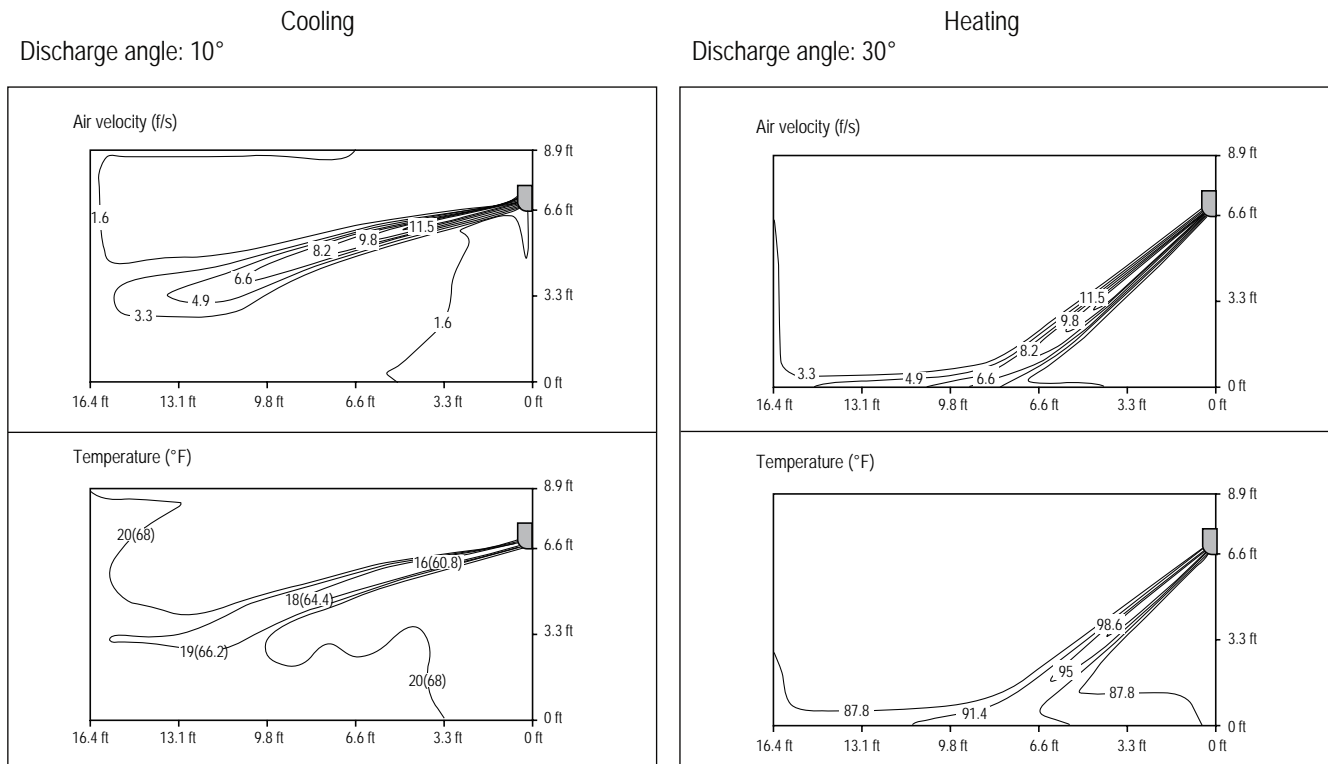 Cooling
Discharge angle: 10°
Air velocity (f/s)
8.9 ft
6.6 ft
3.3 ft
0 ft
1.6
11.5
9.8
8.2
6.6
4.9
3.3
1.6
16.4 ft 13.1 ft 9.8 ft 6.6 ft 3.3 ft 0 ft
Temperature (°F)
8.9 ft
6.6 ft
3.3 ft
0 ft
20(68)
16(60.8)
18(64.4)
19(66.2)
20(68)
16.4 ft 13.1 ft 9.8 ft 6.6 ft 3.3 ft 0 ft
Heating
Discharge angle: 30°
Air velocity (f/s)
8.9 ft
6.6 ft
3.3 ft
0 ft
11.5
9.8
8.2
3.3
4.9
6.6
16.4 ft 13.1 ft 9.8 ft 6.6 ft 3.3 ft 0 ft
Temperature (°F)
8.9 ft
6.6 ft
3.3 ft
0 ft
98.6
95
87.8
87.8
91.4
16.4 ft 13.1 ft 9.8 ft 6.6 ft 3.3 ft 0 ft